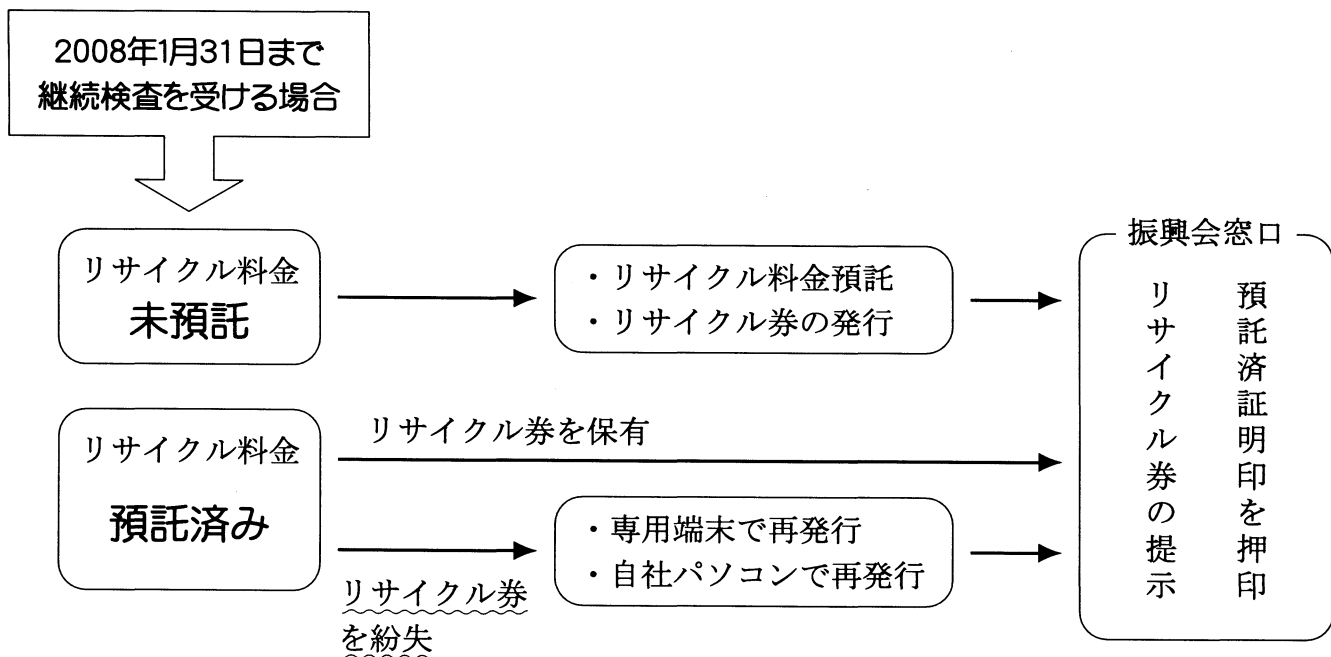 2008年1月31日まで
継続検査を受ける場合
リサイクル料金
未預託
・リサイクル料金預託
・リサイクル券の発行
リサイクル料金
預託済み
リサイクル券を保有
リサイクル券
を紛失
・専用端末で再発行
・自社パソコンで再発行
振興会窓口
預託済証明印を押印
リサイクル券の提示